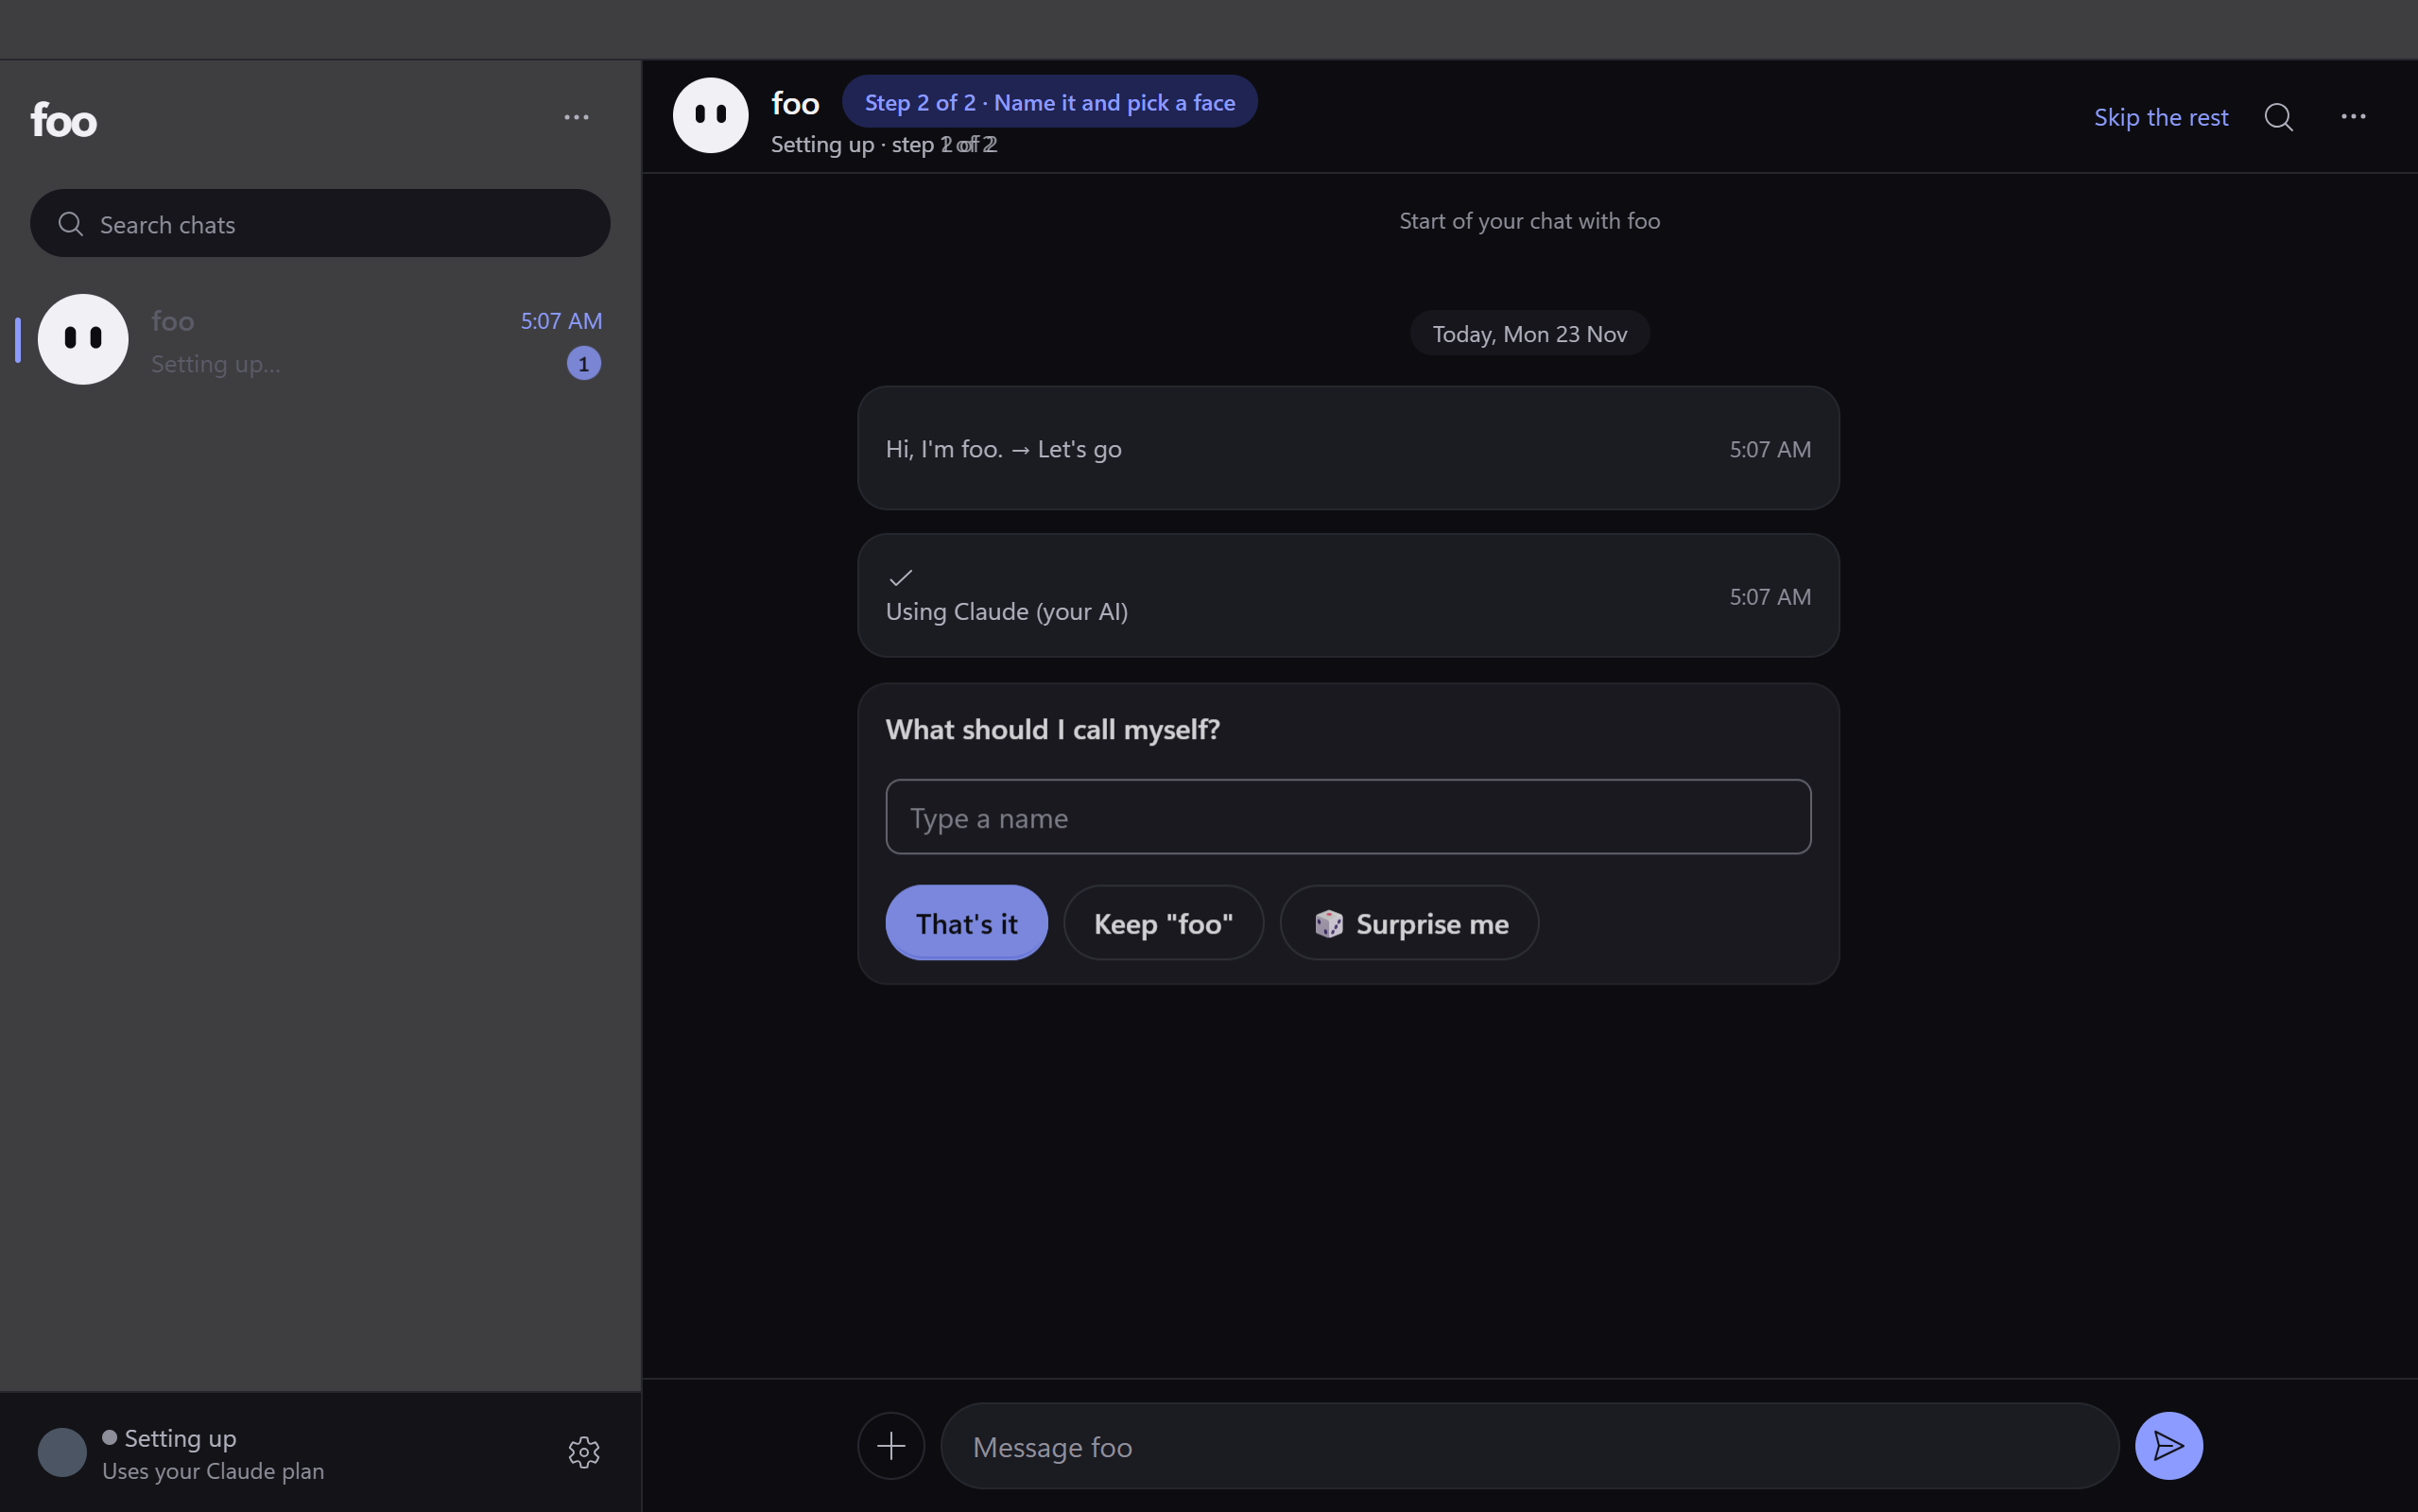 foo
Search chats
foo
5:07 AM
Setting up...
1
Setting up
Uses your Claude plan
foo
Step 2 of 2 · Name it and pick a face
Setting up · step
Skip the rest
Start of your chat with foo
Today, Mon 23 Nov
Hi, I'm foo. → Let's go
5:07 AM
Using Claude (your AI)
5:07 AM
What should I call myself?
Type a name
That's it
Keep "foo"
Surprise me
Message foo